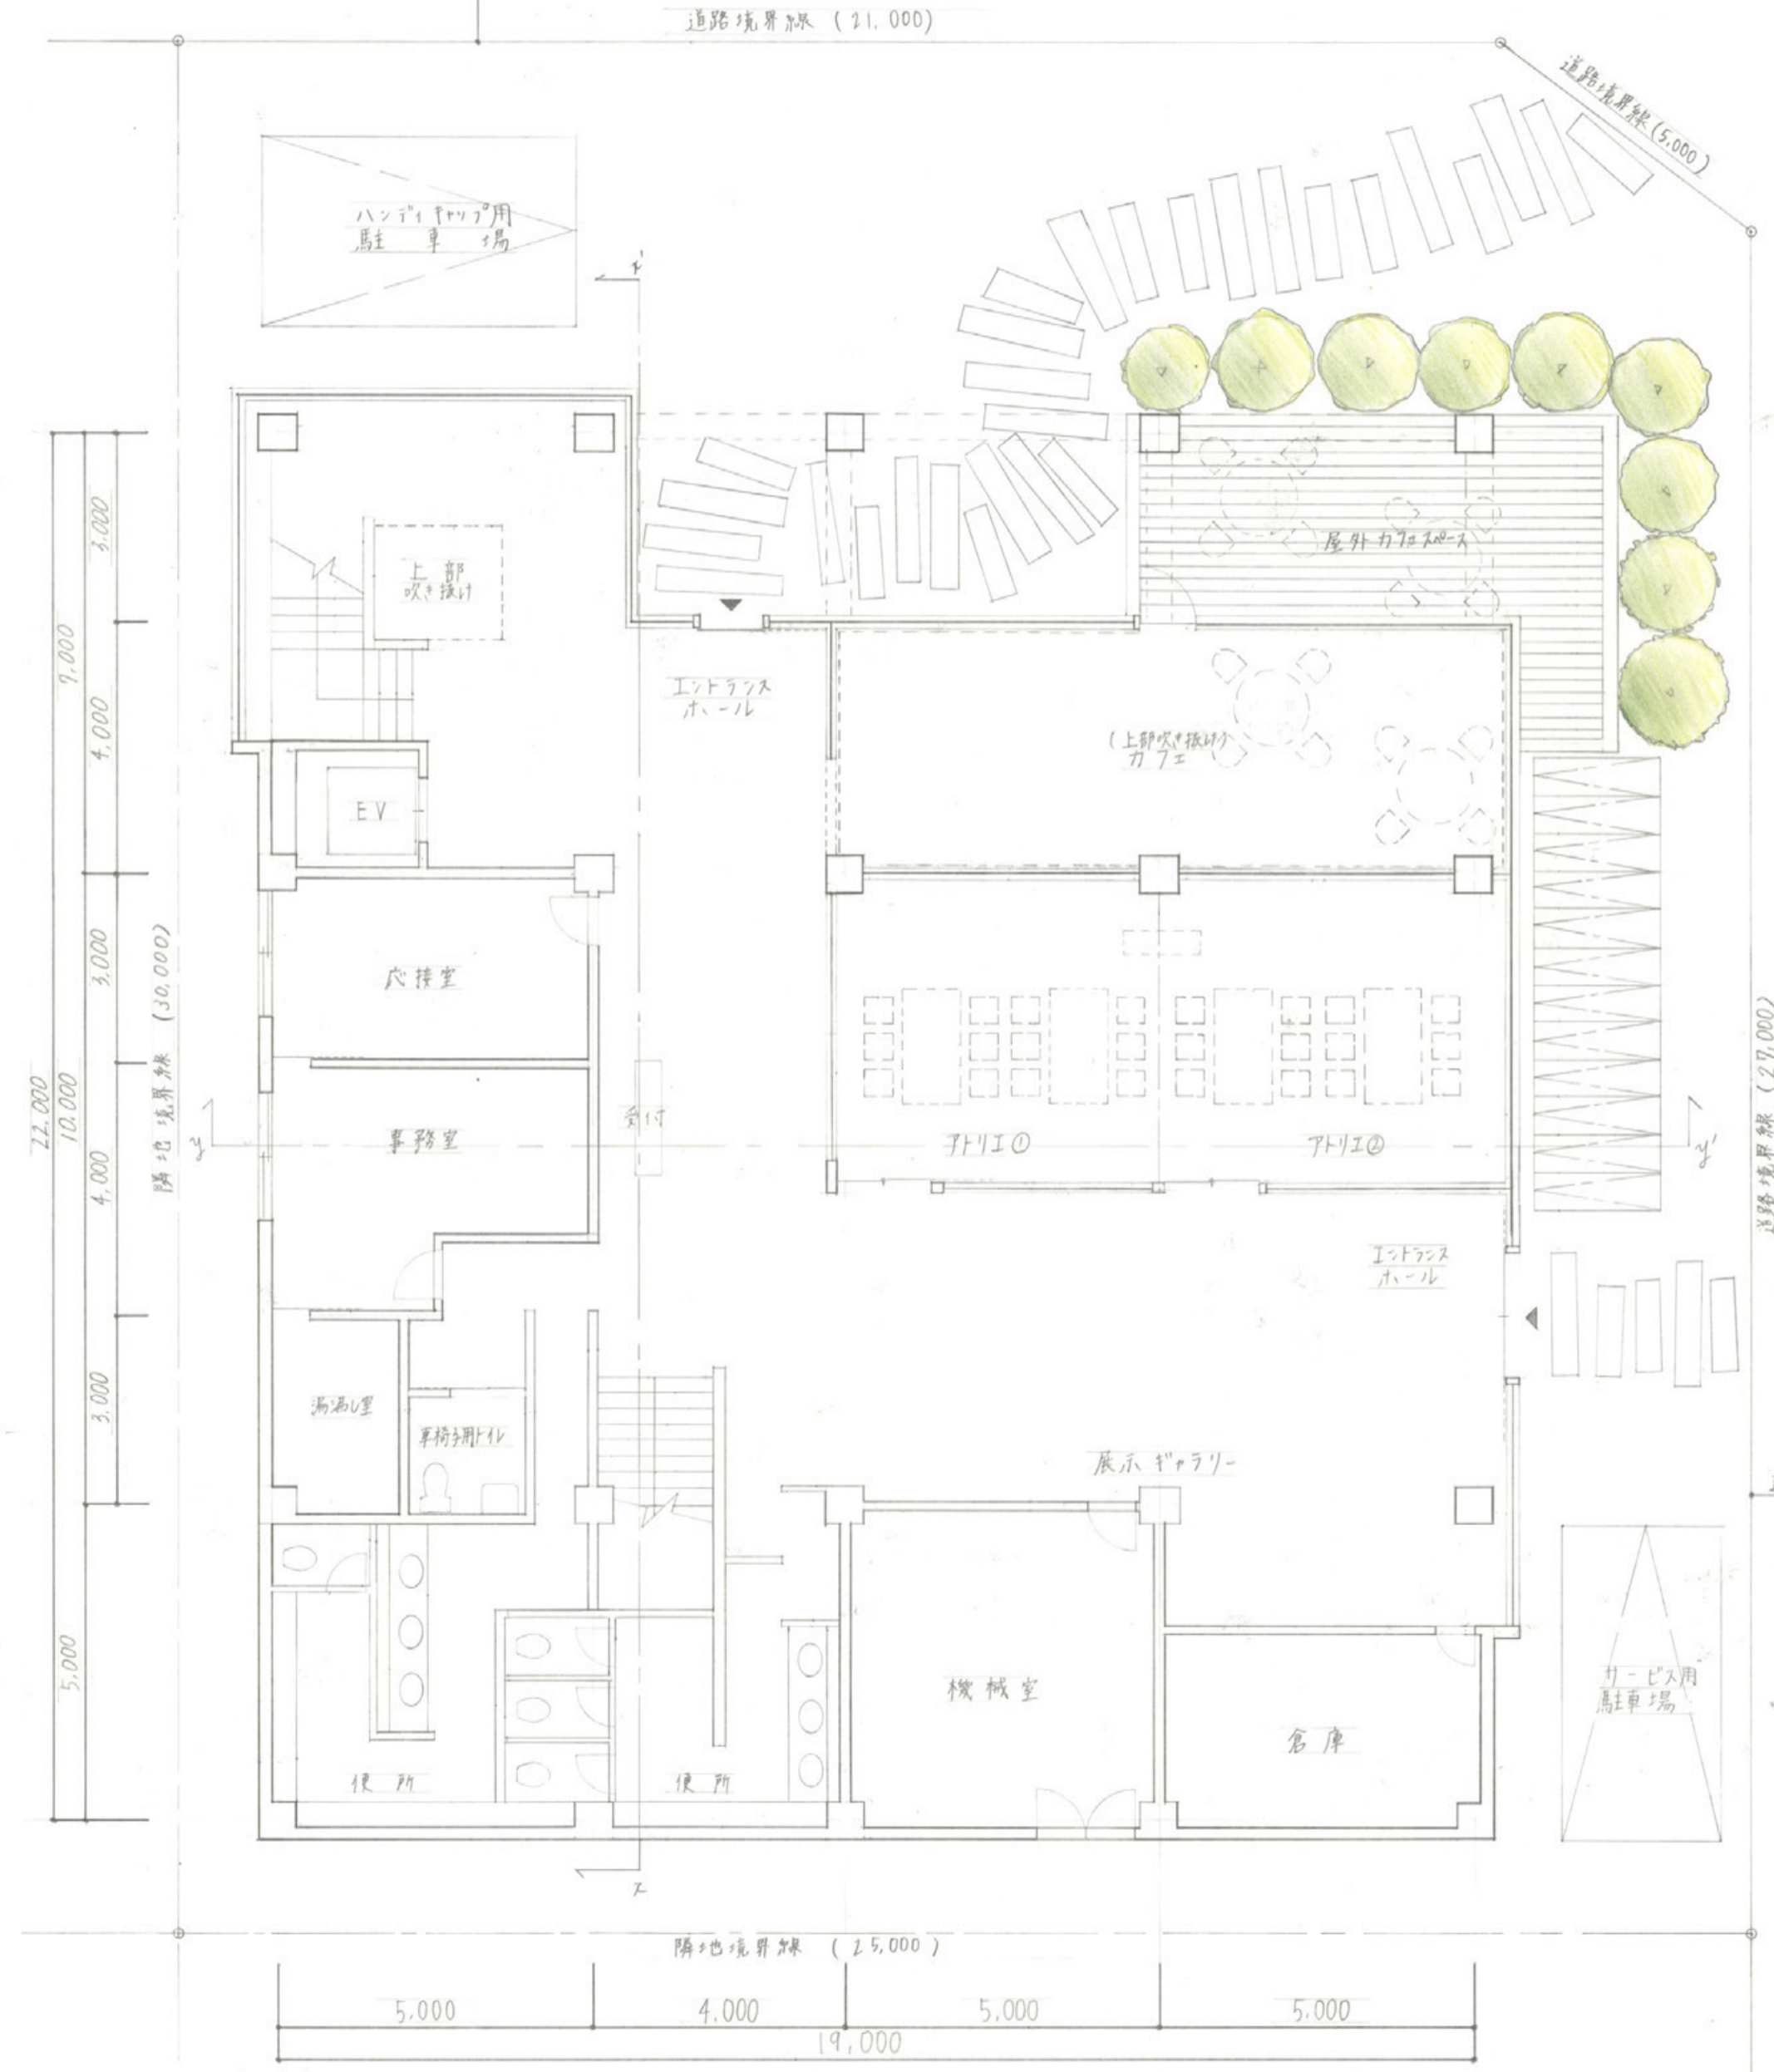 道路境界線 (21,000)
道路境界線 (5,000)
ハンディキャップ用
駐車場
x'
上部
吹き抜け
屋外カフェスペース
エントランス
ホール
(上部吹き抜け)
カフェ
EV
応接室
受付
事務室
アトリエ①
アトリエ②
y
y'
エントランス
ホール
湯沸し室
車椅子用トイレ
展示ギャラリー
機械室
倉庫
サービス用
駐車場
便所
便所
x
3,000
7,000
4,000
3,000
22,000
10,000
4,000
3,000
5,000
隣地境界線 (30,000)
道路境界線 (27,000)
隣地境界線 (25,000)
5,000
4,000
5,000
5,000
19,000